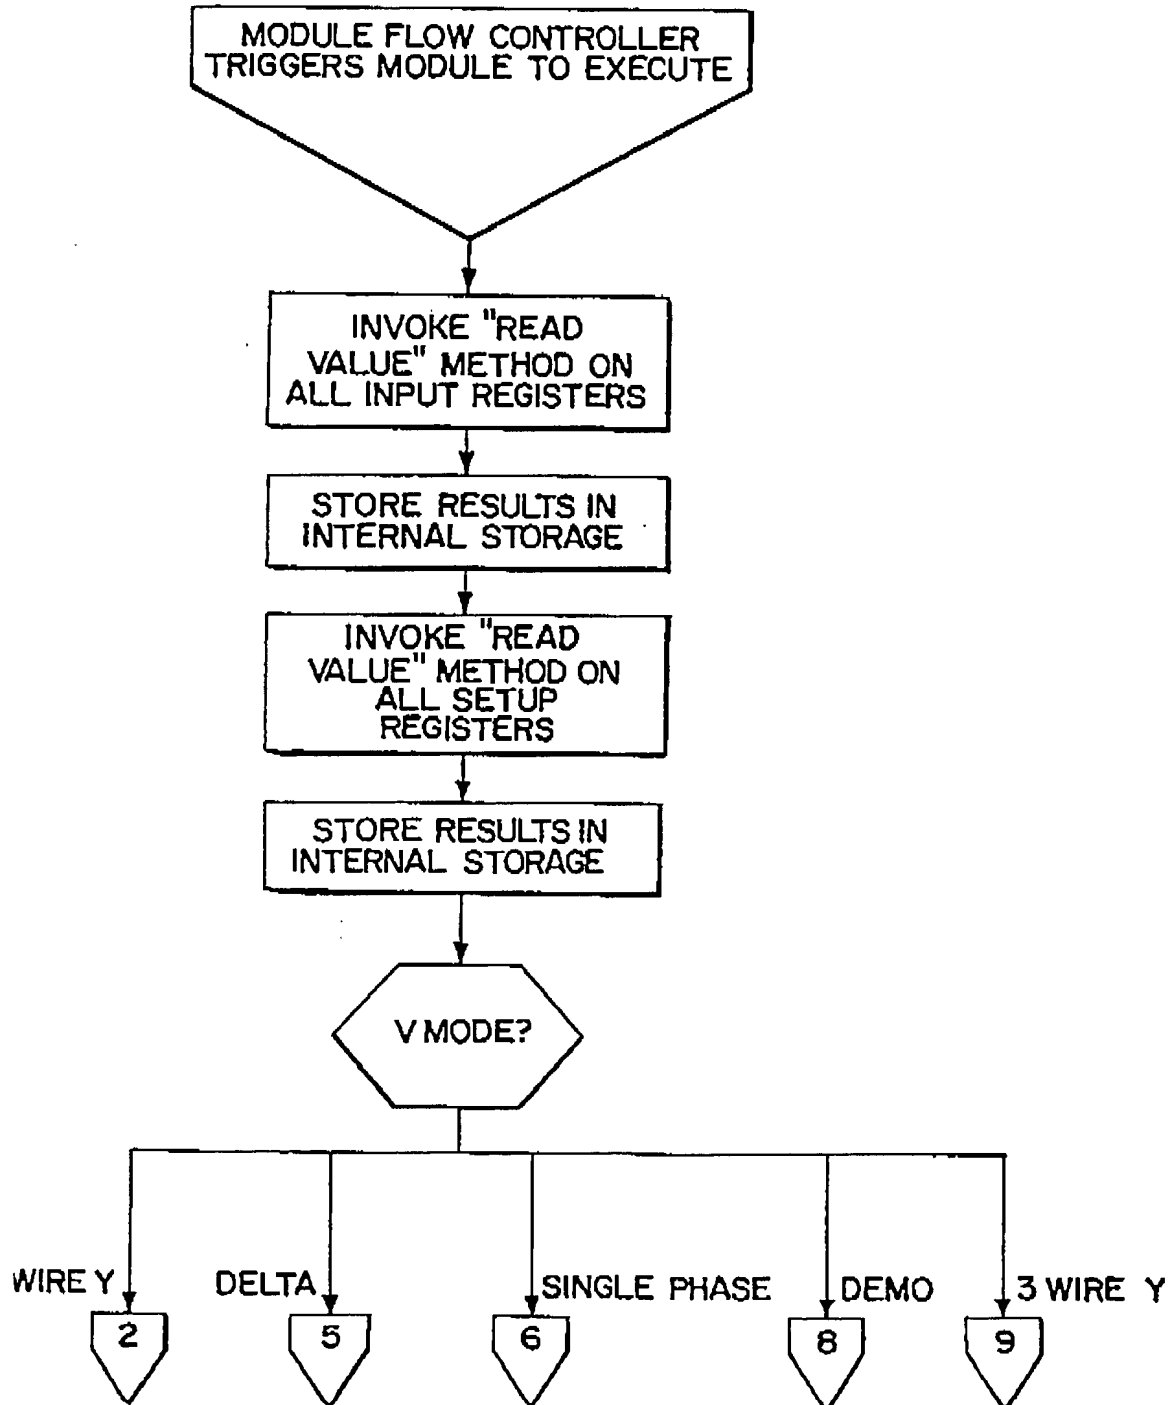 MODULE FLOW CONTROLLER
TRIGGERS MODULE TO EXECUTE
INVOKE "READ
VALUE" METHOD ON
ALL INPUT REGISTERS
STORE RESULTS IN
INTERNAL STORAGE
INVOKE "READ
VALUE" METHOD ON
ALL SETUP
REGISTERS
STORE RESULTS IN
INTERNAL STORAGE
V MODE?
WIRE Y
DELTA
SINGLE PHASE
DEMO
3 WIRE Y
2
5
6
8
9